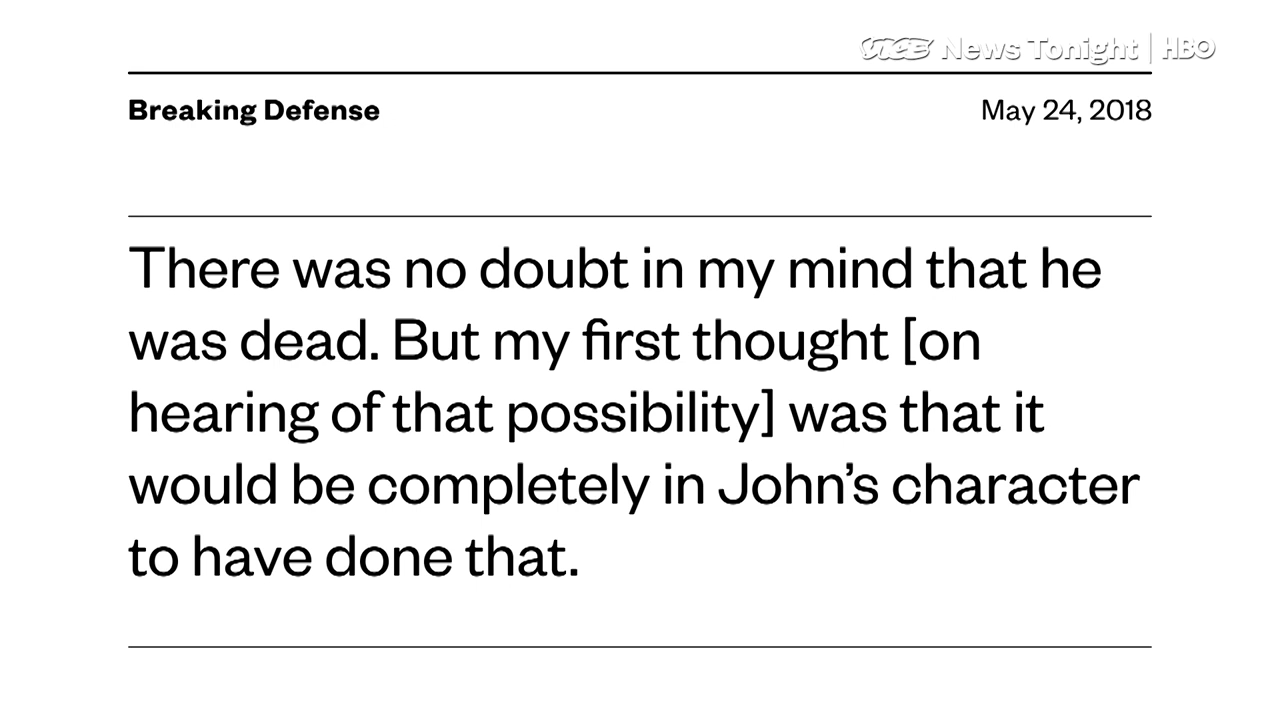 VICE News Tonight | HBO
Breaking Defense
May 24, 2018
There was no doubt in my mind that he
was dead. But my first thought [on
hearing of that possibility] was that it
would be completely in John’s character
to have done that.